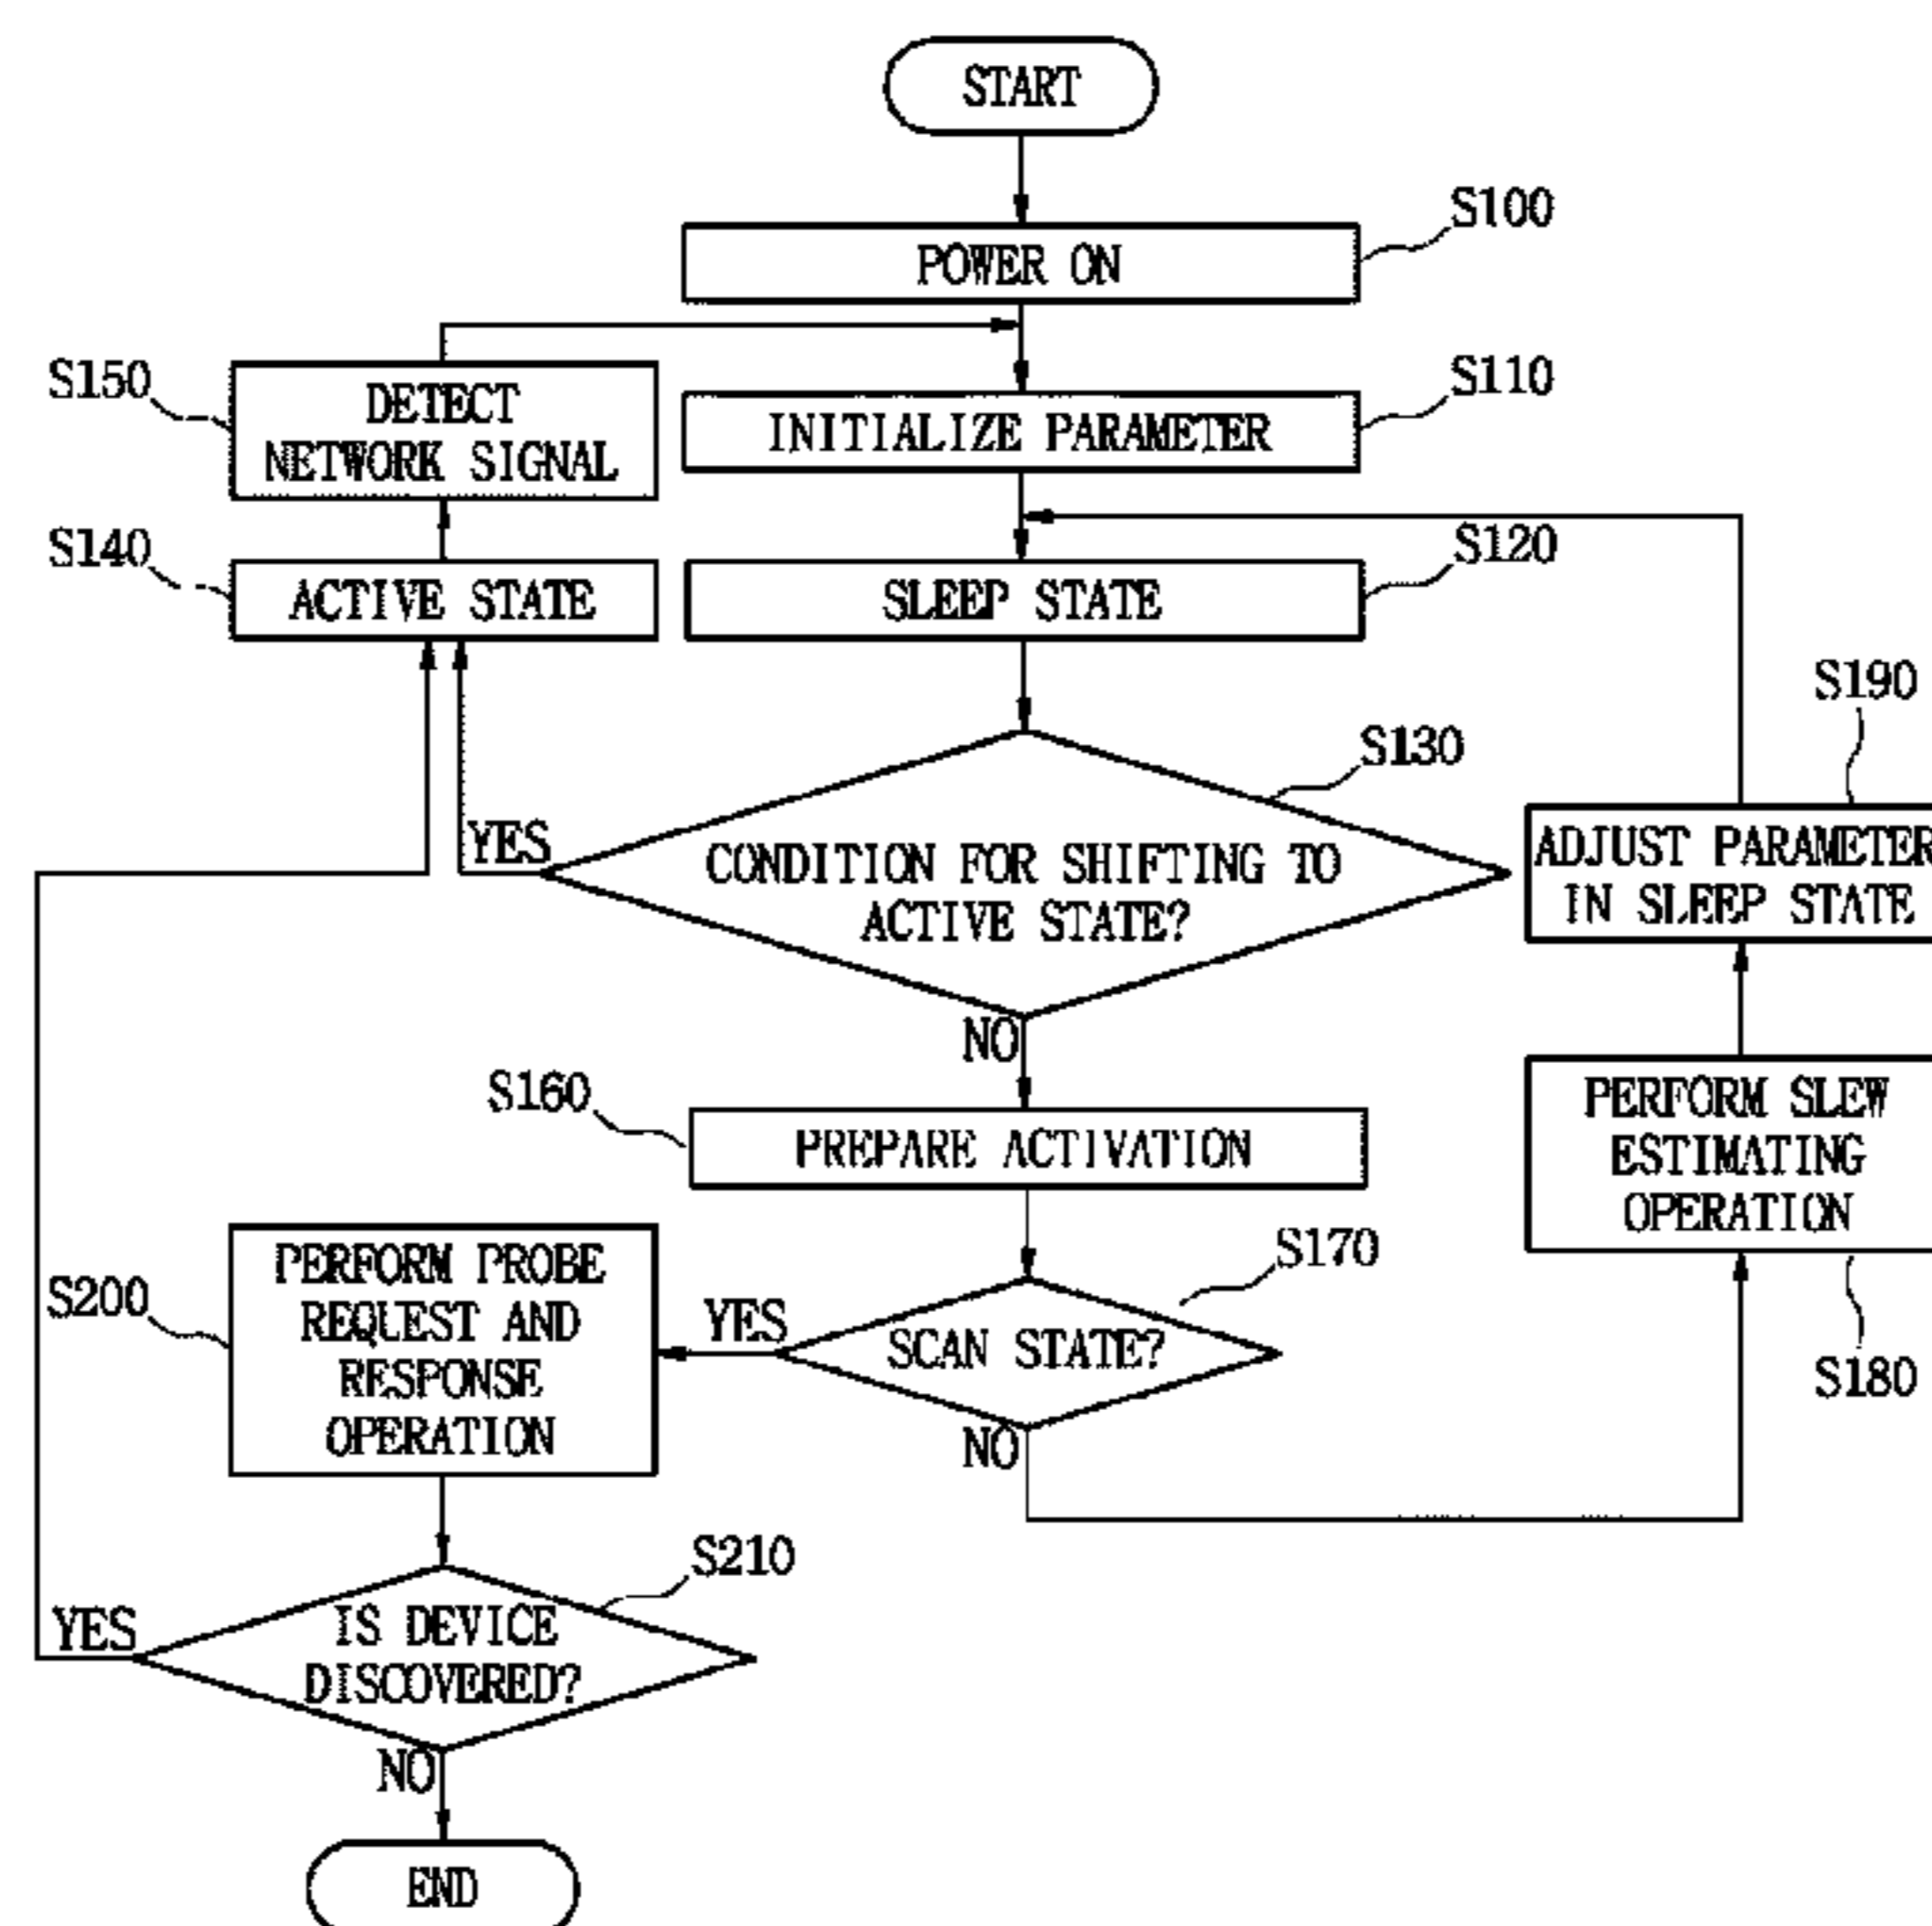 START
S100
POWER ON
S150
DETECT
NETWORK SIGNAL
S110
INITIALIZE PARAMETER
S140
ACTIVE STATE
S120
SLEEP STATE
S130
YES
CONDITION FOR SHIFTING TO
ACTIVE STATE?
NO
S190
ADJUST PARAMETER
IN SLEEP STATE
S160
PREPARE ACTIVATION
PERFORM SLEW
ESTIMATING
OPERATION
S180
S170
SCAN STATE?
YES
NO
S200
PERFORM PROBE
REQUEST AND
RESPONSE
OPERATION
S210
IS DEVICE
DISCOVERED?
YES
NO
END